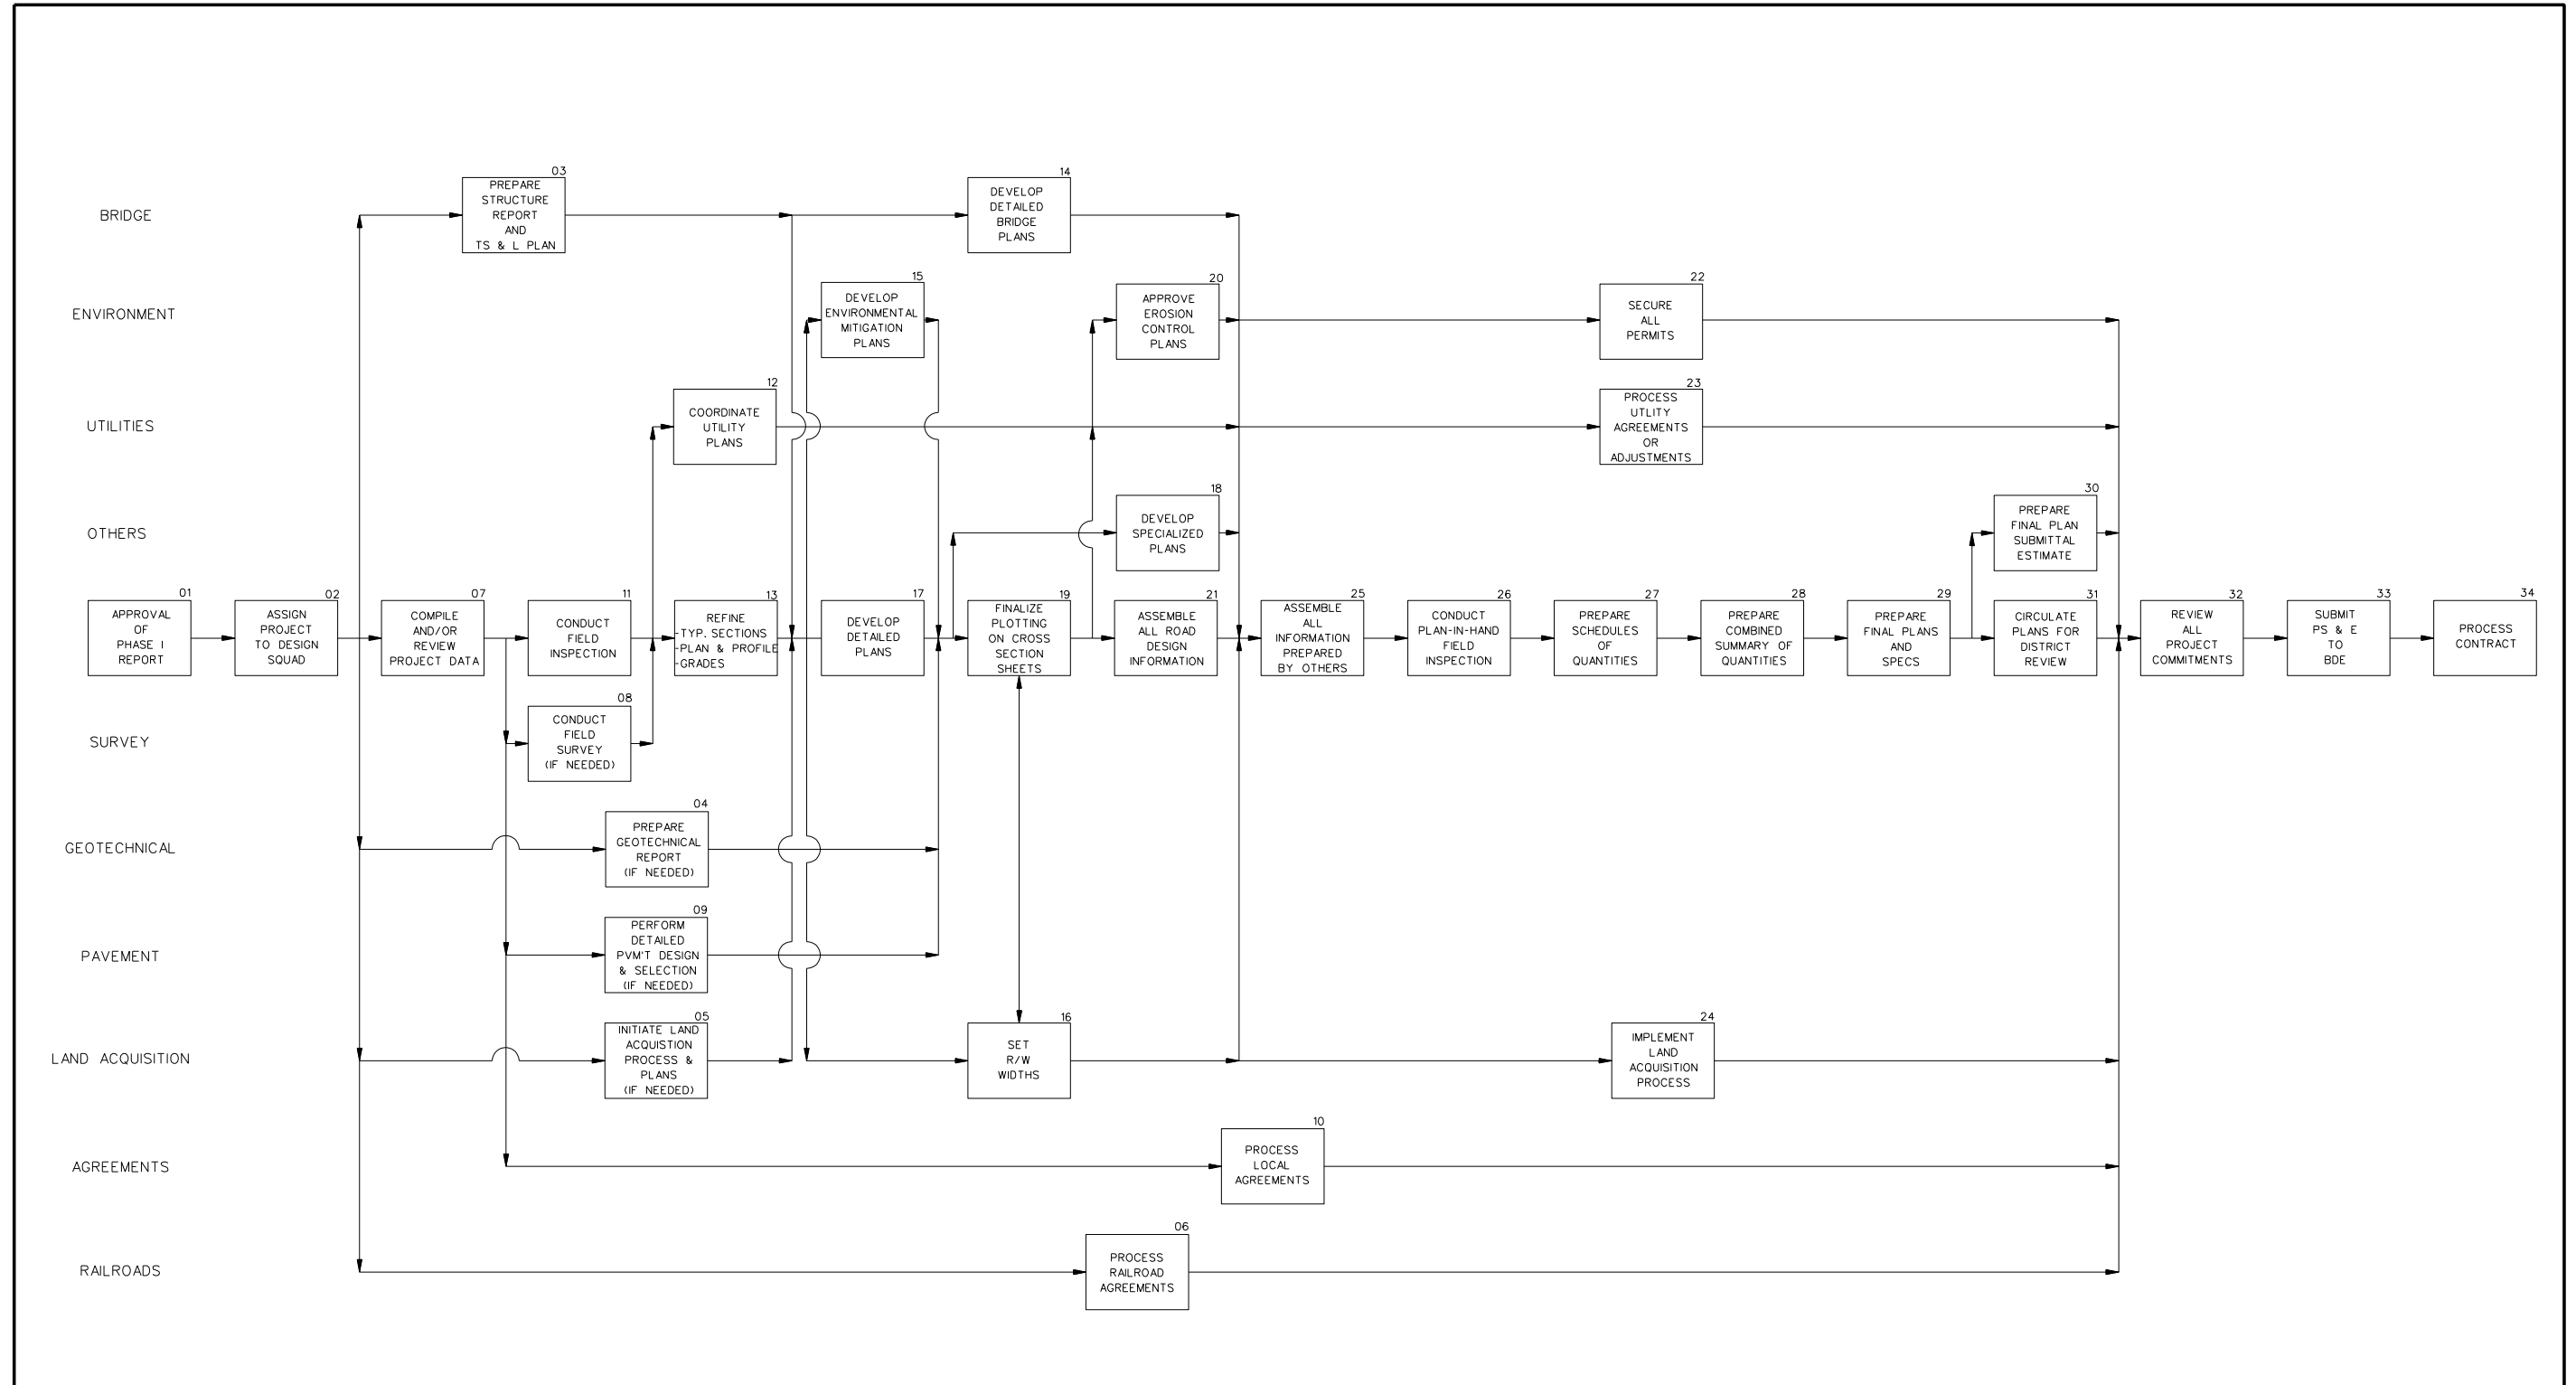 03
PREPARE
STRUCTURE
REPORT
AND
TS & L PLAN
14
DEVELOP
DETAILED
BRIDGE
PLANS
BRIDGE
15
DEVELOP
ENVIRONMENTAL
MITIGATION
PLANS
20
APPROVE
EROSION
CONTROL
PLANS
22
SECURE
ALL
PERMITS
ENVIRONMENT
12
COORDINATE
UTILITY
PLANS
23
PROCESS
UTLITY
AGREEMENTS
OR
ADJUSTMENTS
UTILITIES
18
DEVELOP
SPECIALIZED
PLANS
30
PREPARE
FINAL PLAN
SUBMITTAL
ESTIMATE
OTHERS
01
APPROVAL
OF
PHASE I
REPORT
02
ASSIGN
PROJECT
TO DESIGN
SQUAD
07
COMPILE
AND/OR
REVIEW
PROJECT DATA
11
CONDUCT
FIELD
INSPECTION
13
REFINE
-TYP. SECTIONS
-PLAN & PROFILE
-GRADES
17
DEVELOP
DETAILED
PLANS
19
FINALIZE
PLOTTING
ON CROSS
SECTION
SHEETS
21
ASSEMBLE
ALL ROAD
DESIGN
INFORMATION
25
ASSEMBLE
ALL
INFORMATION
PREPARED
BY OTHERS
26
CONDUCT
PLAN-IN-HAND
FIELD
INSPECTION
27
PREPARE
SCHEDULES
OF
QUANTITIES
28
PREPARE
COMBINED
SUMMARY OF
QUANTITIES
29
PREPARE
FINAL PLANS
AND
SPECS
31
CIRCULATE
PLANS FOR
DISTRICT
REVIEW
32
REVIEW
ALL
PROJECT
COMMITMENTS
33
SUBMIT
PS & E
TO
BDE
34
PROCESS
CONTRACT
08
CONDUCT
FIELD
SURVEY
(IF NEEDED)
SURVEY
04
PREPARE
GEOTECHNICAL
REPORT
(IF NEEDED)
GEOTECHNICAL
09
PERFORM
DETAILED
PVM'T DESIGN
& SELECTION
(IF NEEDED)
PAVEMENT
05
INITIATE LAND
ACQUISTION
PROCESS &
PLANS
(IF NEEDED)
16
SET
R/W
WIDTHS
24
IMPLEMENT
LAND
ACQUISITION
PROCESS
LAND ACQUISITION
10
PROCESS
LOCAL
AGREEMENTS
AGREEMENTS
06
PROCESS
RAILROAD
AGREEMENTS
RAILROADS